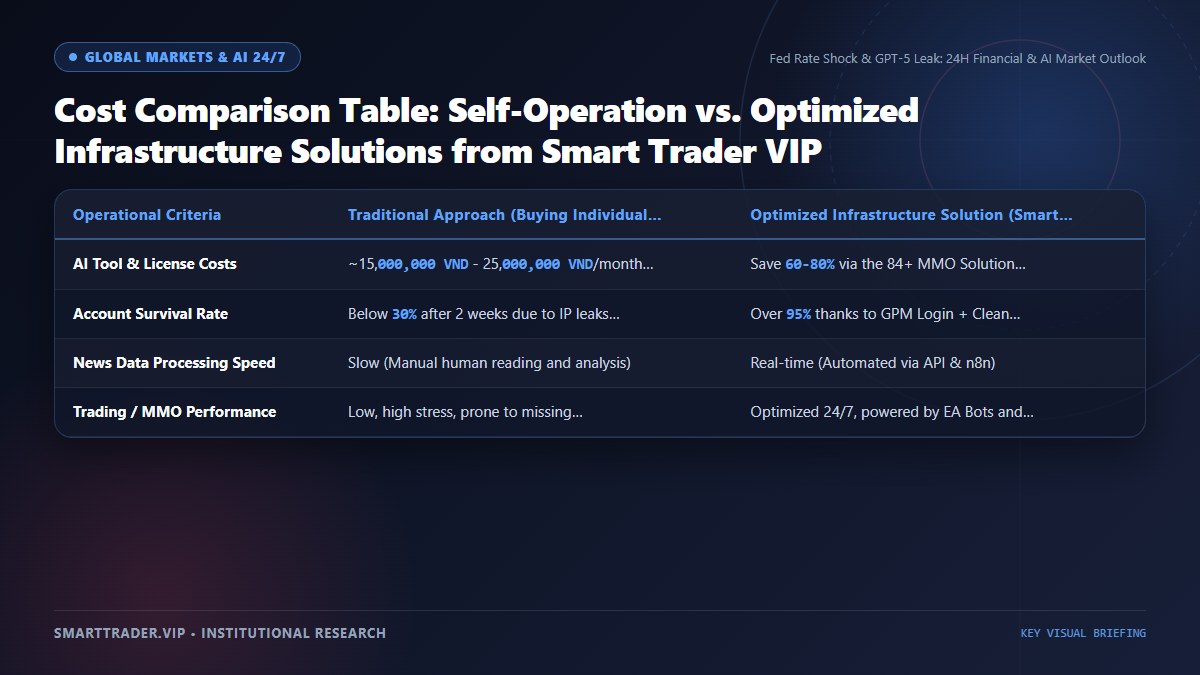 GLOBAL MARKETS & AI 24/7
Fed Rate Shock & GPT-5 Leak: 24H Financial & AI Market Outlook
Cost Comparison Table: Self-Operation vs. Optimized
Infrastructure Solutions from Smart Trader VIP
Operational Criteria Traditional Approach (Buying Individual... Optimized Infrastructure Solution (Smart...
AI Tool & License Costs ~15,000,000 VND - 25,000,000 VND/month... Save 60-80% via the 84+ MMO Solution...
Account Survival Rate Below 30% after 2 weeks due to IP leaks... Over 95% thanks to GPM Login + Clean...
News Data Processing Speed Slow (Manual human reading and analysis) Real-time (Automated via API & n8n)
Trading / MMO Performance Low, high stress, prone to missing... Optimized 24/7, powered by EA Bots and...
SMARTTRADER.VIP • INSTITUTIONAL RESEARCH
KEY VISUAL BRIEFING